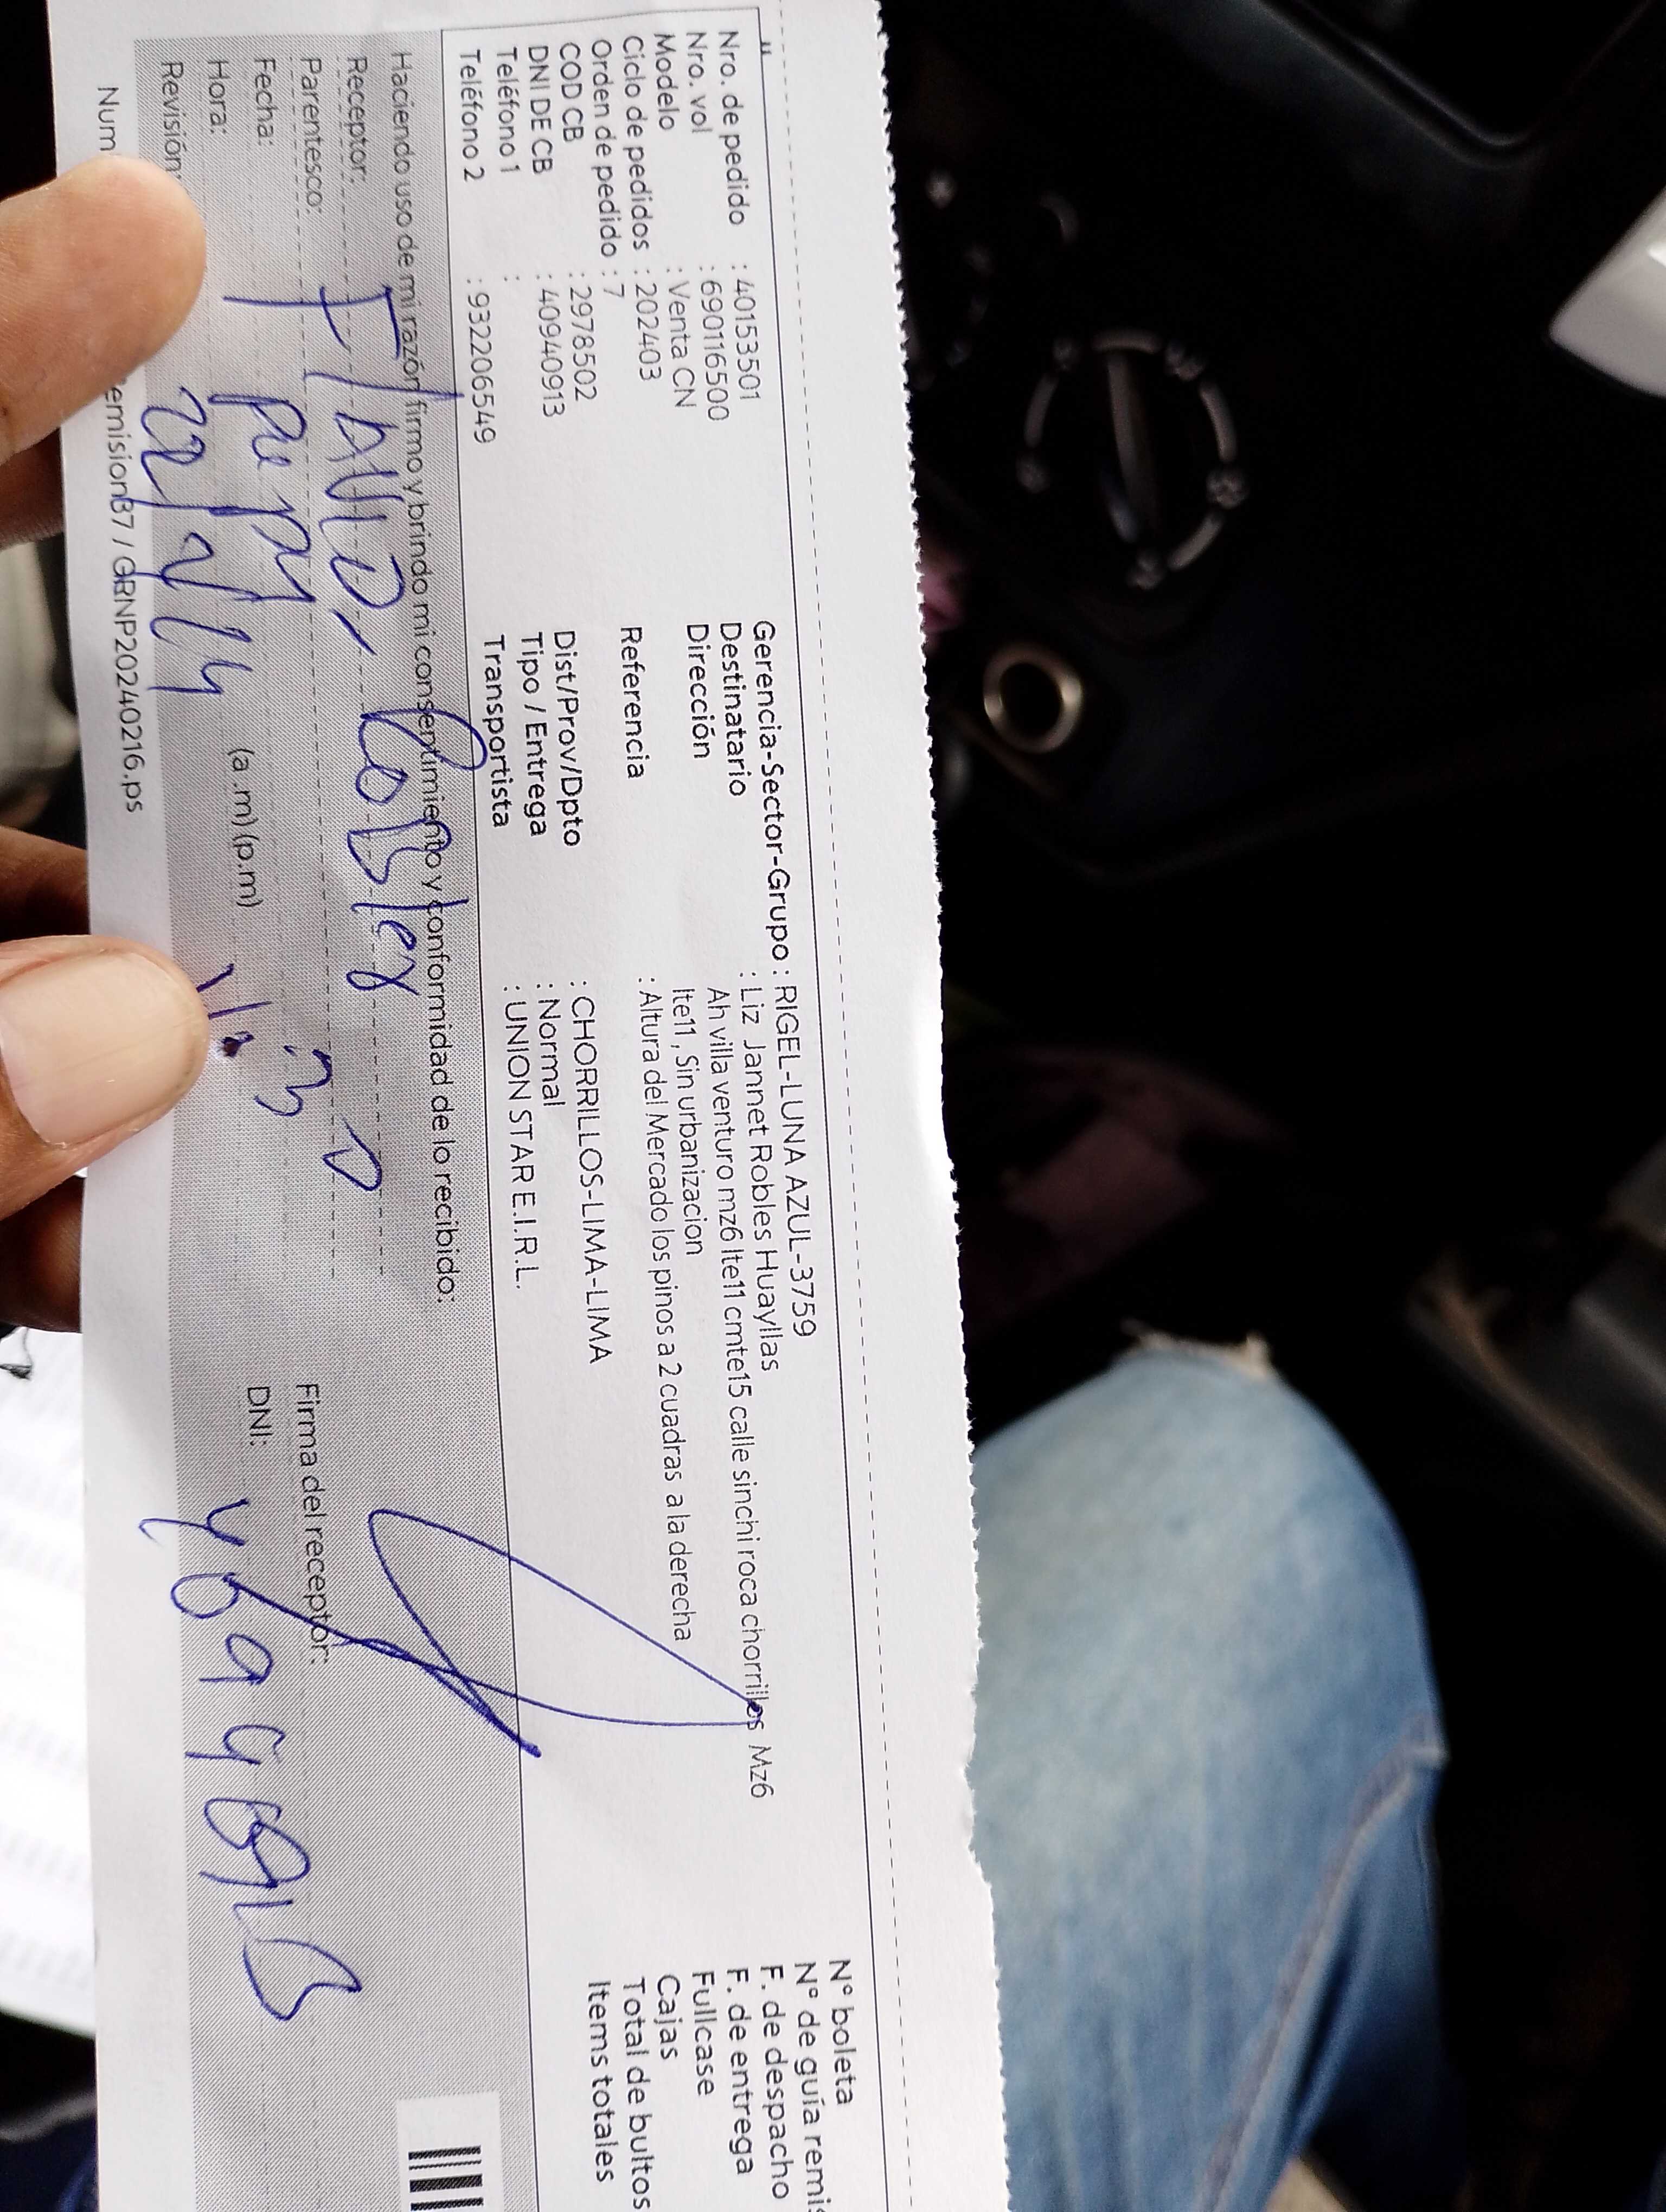 Nro. de pedido : 40153501
Nro. vol : 690116500
Modelo : Venta CN
Ciclo de pedidos : 202403
Orden de pedido : 7
COD CB : 2978502
DNI DE CB : 40940913
Teléfono 1 :
Teléfono 2 : 932206549
Gerencia-Sector-Grupo : RIGEL-LUNA AZUL-3759
Destinatario : Liz Jannet Robles Huayllas
Dirección Ah villa venturo mz6 lte11 cmte15 calle sinchi roca chorrillos Mz6
lte11 , Sin urbanizacion
Referencia : Altura del Mercado los pinos a 2 cuadras a la derecha
Dist/Prov/Dpto : CHORRILLOS-LIMA-LIMA
Tipo / Entrega : Normal
Transportista : UNION STAR E.I.R.L.
N° boleta
N° de guía remis
F. de despacho
F. de entrega
Fullcase
Cajas
Total de bultos
Items totales
Haciendo uso de mi razón firmo y brindo mi consentimiento y conformidad de lo recibido:
Receptor:
Parentesco:
Fecha:
Hora: (a.m) (p.m)
Revisión:
Firma del receptor:
DNI:
Num emision87 / GRNP20240216.ps